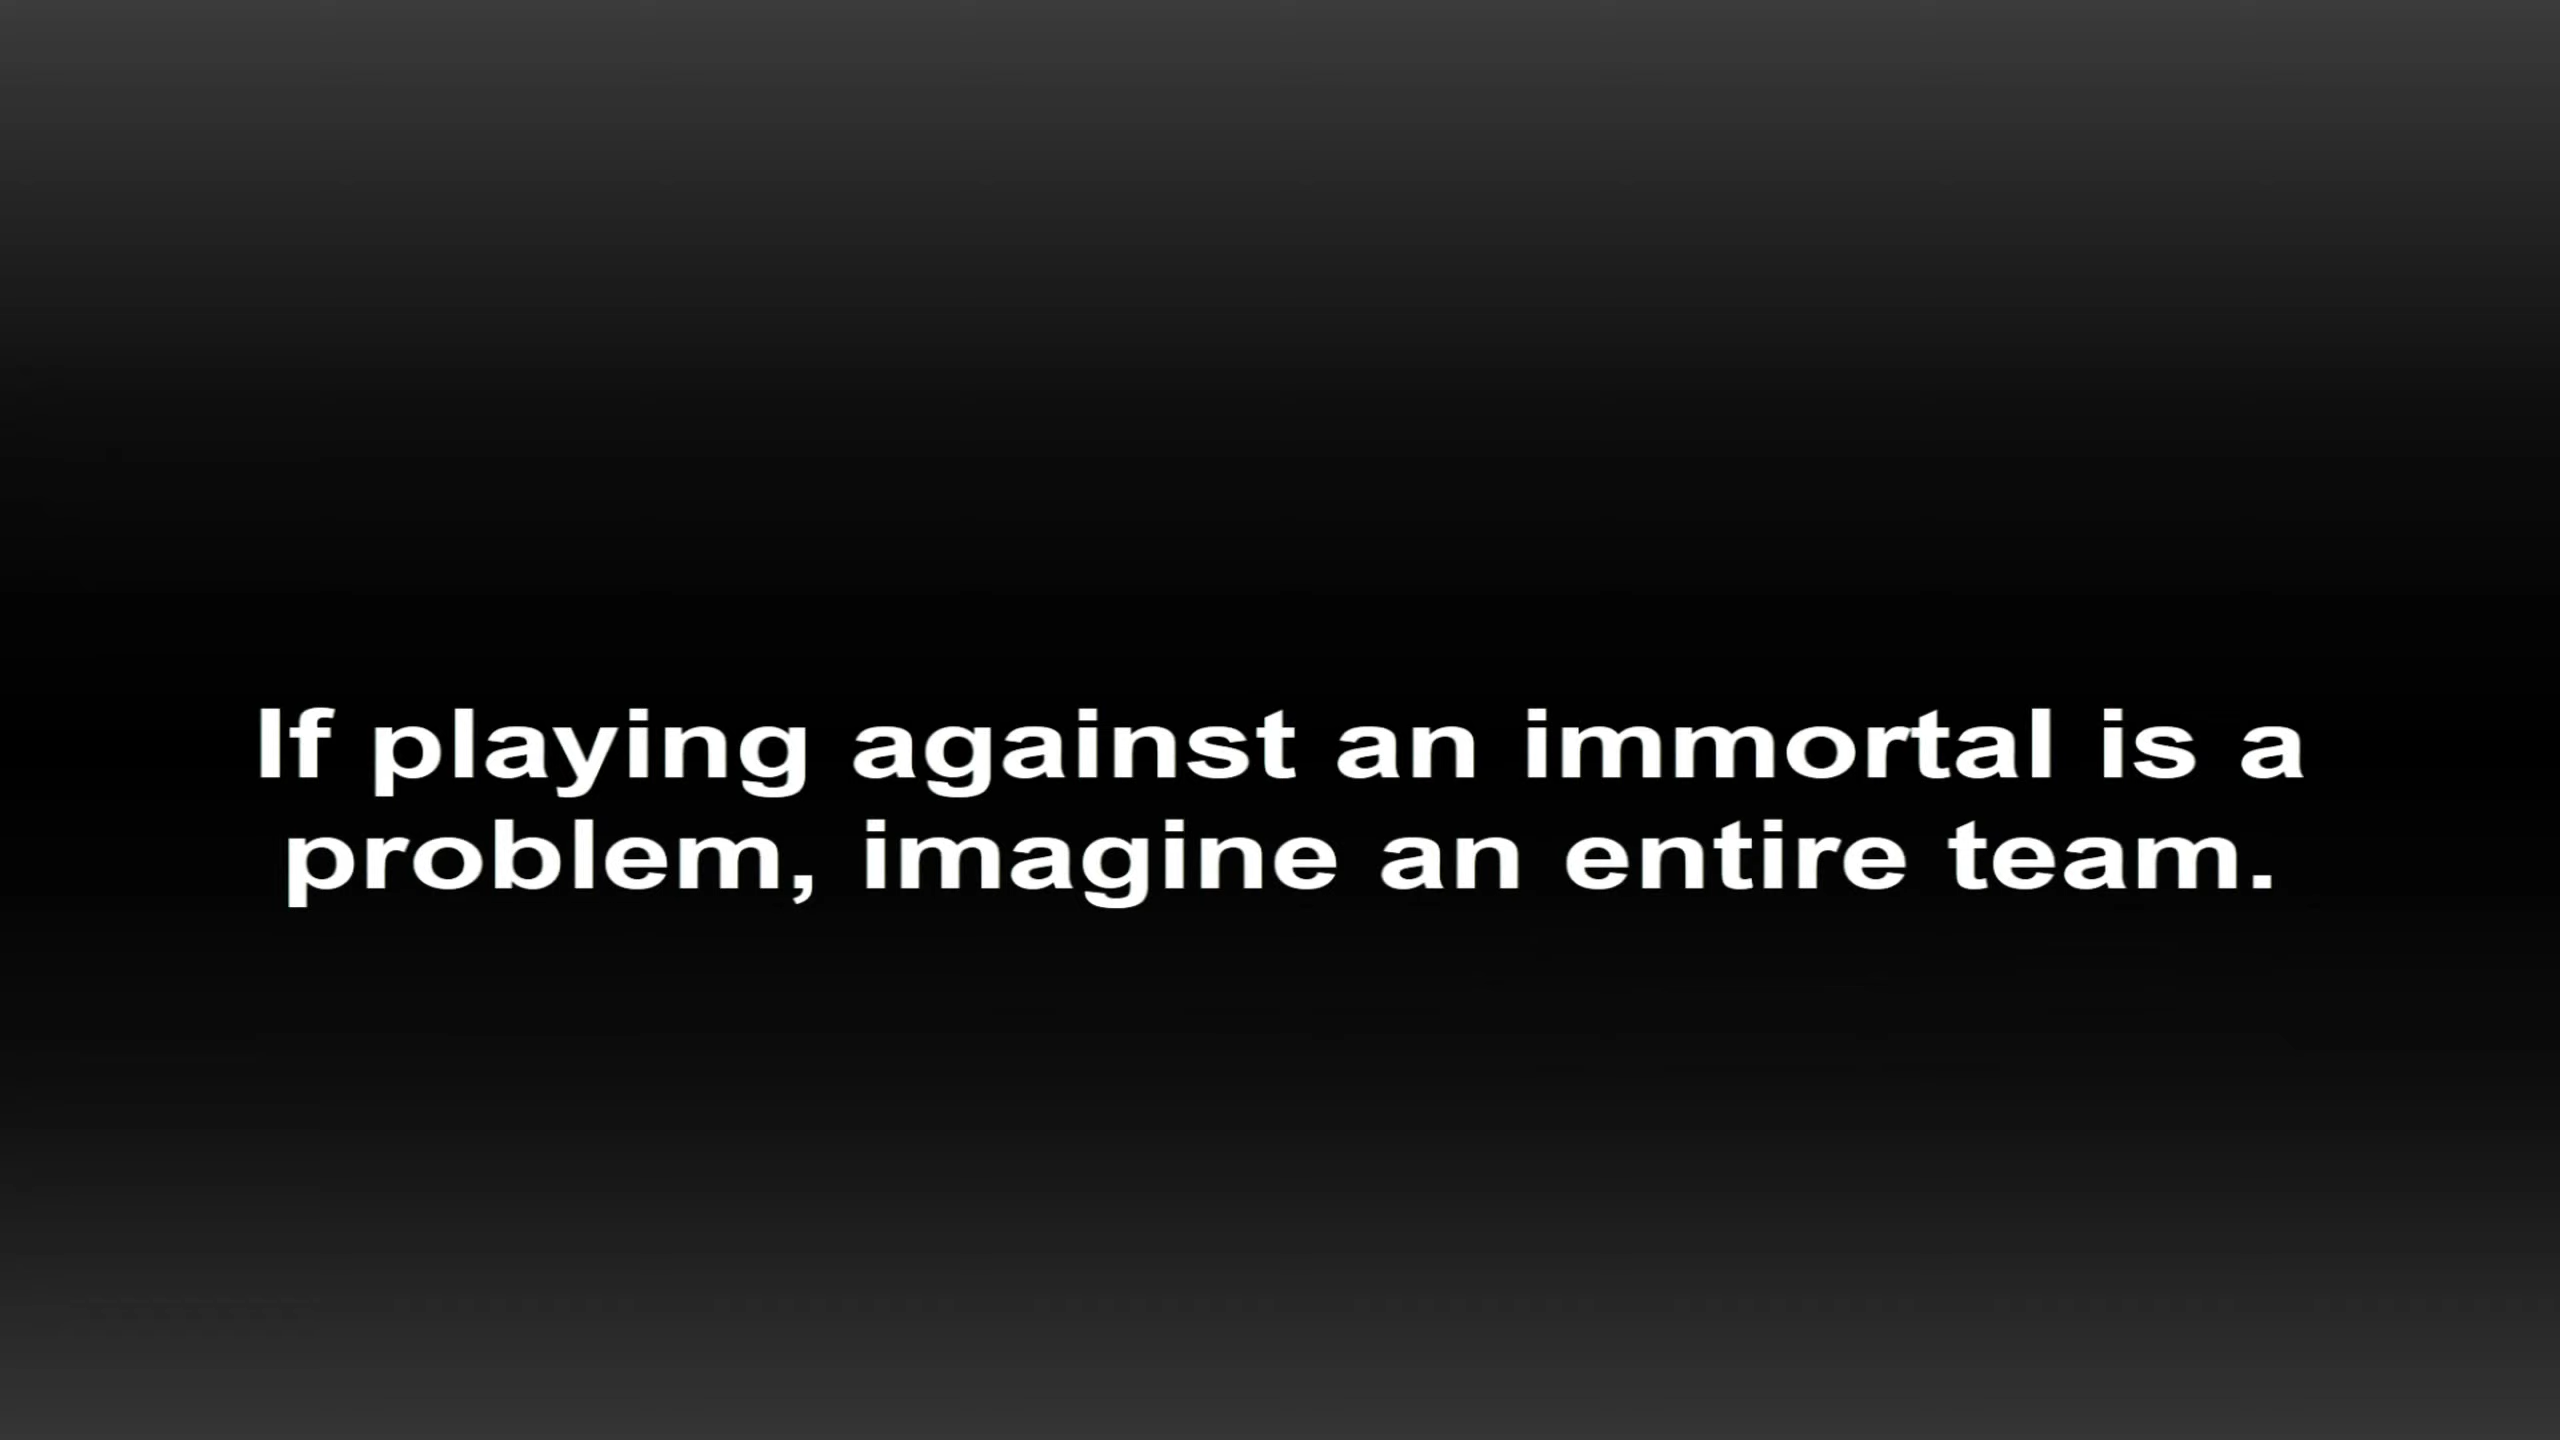 If playing against an immortal is a
problem, imagine an entire team.